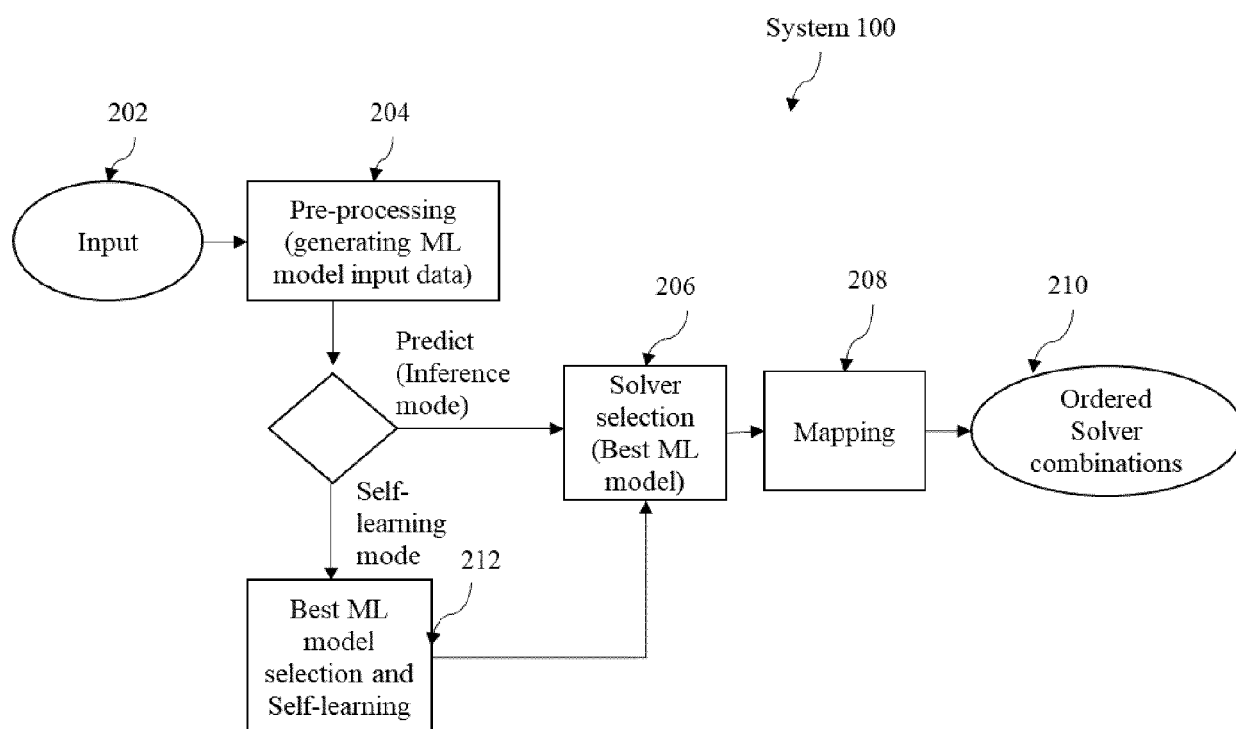 System 100
202
204
Input
Pre-processing
(generating ML
model input data)
206
208
210
Predict
(Inference
mode)
Solver
selection
(Best ML
model)
Mapping
Ordered
Solver
combinations
Self-
learning
mode
212
Best ML
model
selection and
Self-learning